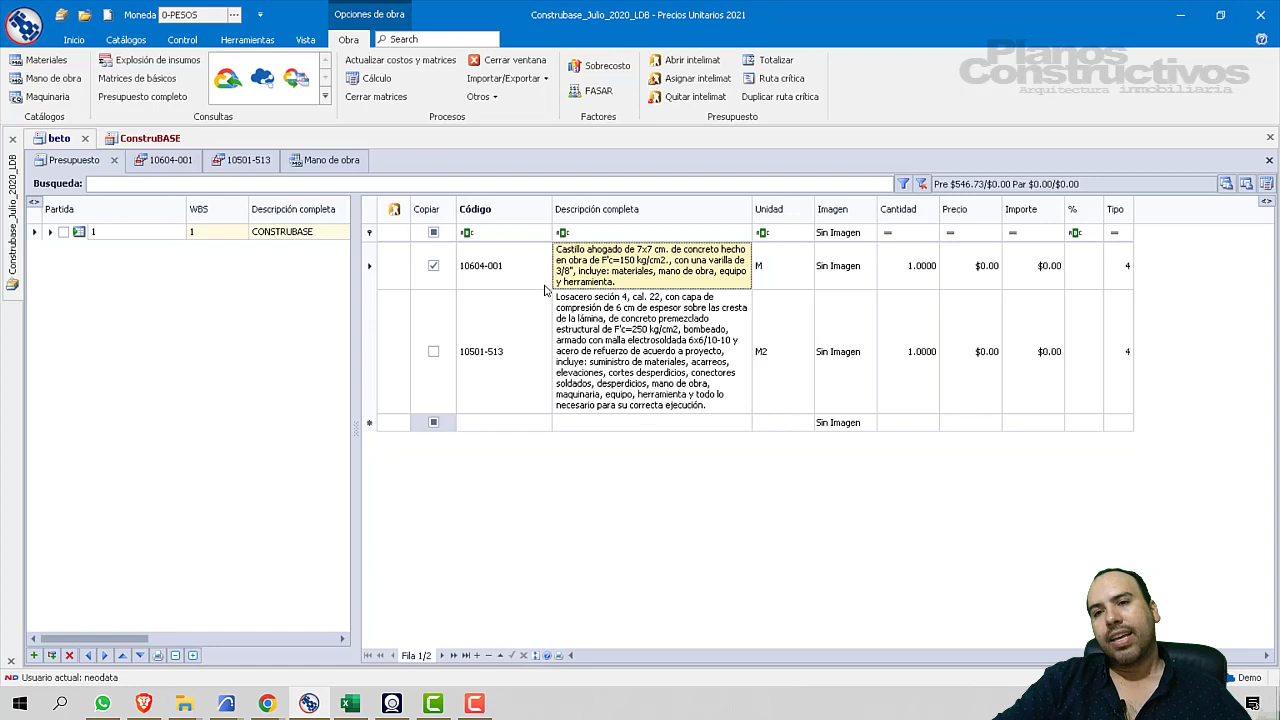 Moneda 0-PESOS
Opciones de obra
Construbase_Julio_2020_LDB - Precios Unitarios 2021
Inicio Catálogos Control Herramientas Vista Obra Search
Materiales Explosión de insumos Actualizar costos y matrices Cerrar ventana Sobrecosto Abrir intelimat Totalizar
Mano de obra Matrices de básicos Cálculo Importar/Exportar FASAR Asignar intelimat Ruta crítica
Maquinaria Presupuesto completo Cerrar matrices Otros Quitar intelimat Duplicar ruta crítica
Catálogos Consultas Procesos Factores Presupuesto
Planos
Constructivos
Arquitectura inmobiliaria
beto ConstruBASE
Presupuesto 10604-001 10501-513 Mano de obra
Construbase_Julio_2020_LDB
Busqueda: Pre $546.73/$0.00 Par $0.00/$0.00
Partida WBS Descripción completa
1 1 CONSTRUBASE
Copiar Código Descripción completa Unidad Imagen Cantidad Precio Importe % Tipo
Sin Imagen = = = =
10604-001
Castillo ahogado de 7x7 cm. de concreto hecho
en obra de F'c=150 kg/cm2., con una varilla de
3/8", incluye: materiales, mano de obra, equipo
y herramienta.
M Sin Imagen 1.0000 $0.00 $0.00 4
10501-513
Losacero seción 4, cal. 22, con capa de
compresión de 6 cm de espesor sobre las cresta
de la lámina, de concreto premezclado
estructural de F'c=250 kg/cm2, bombeado,
armado con malla electrosoldada 6x6/10-10 y
acero de refuerzo de acuerdo a proyecto,
incluye: suministro de materiales, acarreos,
elevaciones, cortes desperdicios, conectores
soldados, desperdicios, mano de obra,
maquinaria, equipo, herramienta y todo lo
necesario para su correcta ejecución.
M2 Sin Imagen 1.0000 $0.00 $0.00 4
Sin Imagen
Fila 1/2
Usuario actual: neodata
Demo